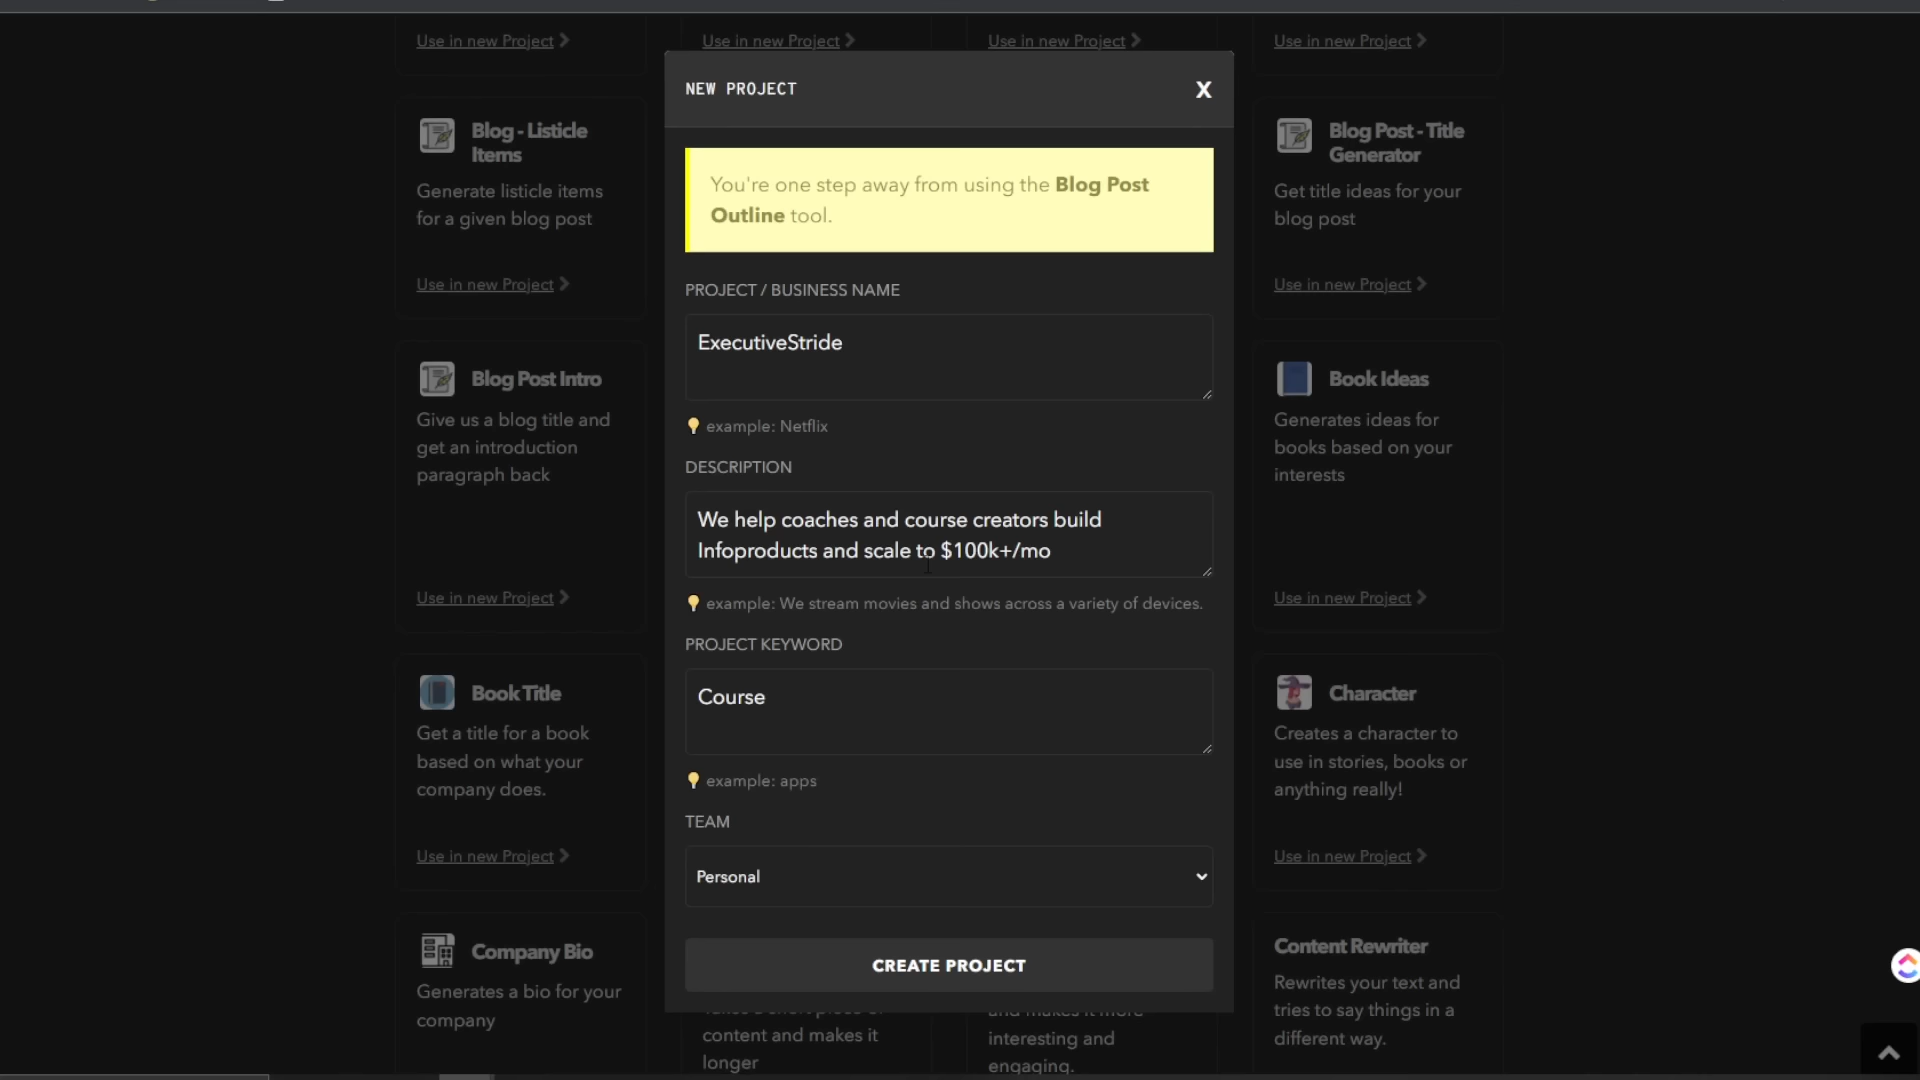 Use in new Project
Use in new Project
Use in new Project
Use in new Project
NEW PROJECT
X
You're one step away from using the Blog Post
Outline tool.
PROJECT / BUSINESS NAME
ExecutiveStride
example: Netflix
DESCRIPTION
We help coaches and course creators build
Infoproducts and scale to $100k+/mo
example: We stream movies and shows across a variety of devices.
PROJECT KEYWORD
Course
example: apps
TEAM
Personal
CREATE PROJECT
Blog - Listicle
Items
Generate listicle items
for a given blog post
Use in new Project
Blog Post - Title
Generator
Get title ideas for your
blog post
Use in new Project
Blog Post Intro
Give us a blog title and
get an introduction
paragraph back
Use in new Project
Book Ideas
Generates ideas for
books based on your
interests
Use in new Project
Book Title
Get a title for a book
based on what your
company does.
Use in new Project
Character
Creates a character to
use in stories, books or
anything really!
Use in new Project
Company Bio
Generates a bio for your
company
content and makes it
longer
interesting and
engaging.
Content Rewriter
Rewrites your text and
tries to say things in a
different way.